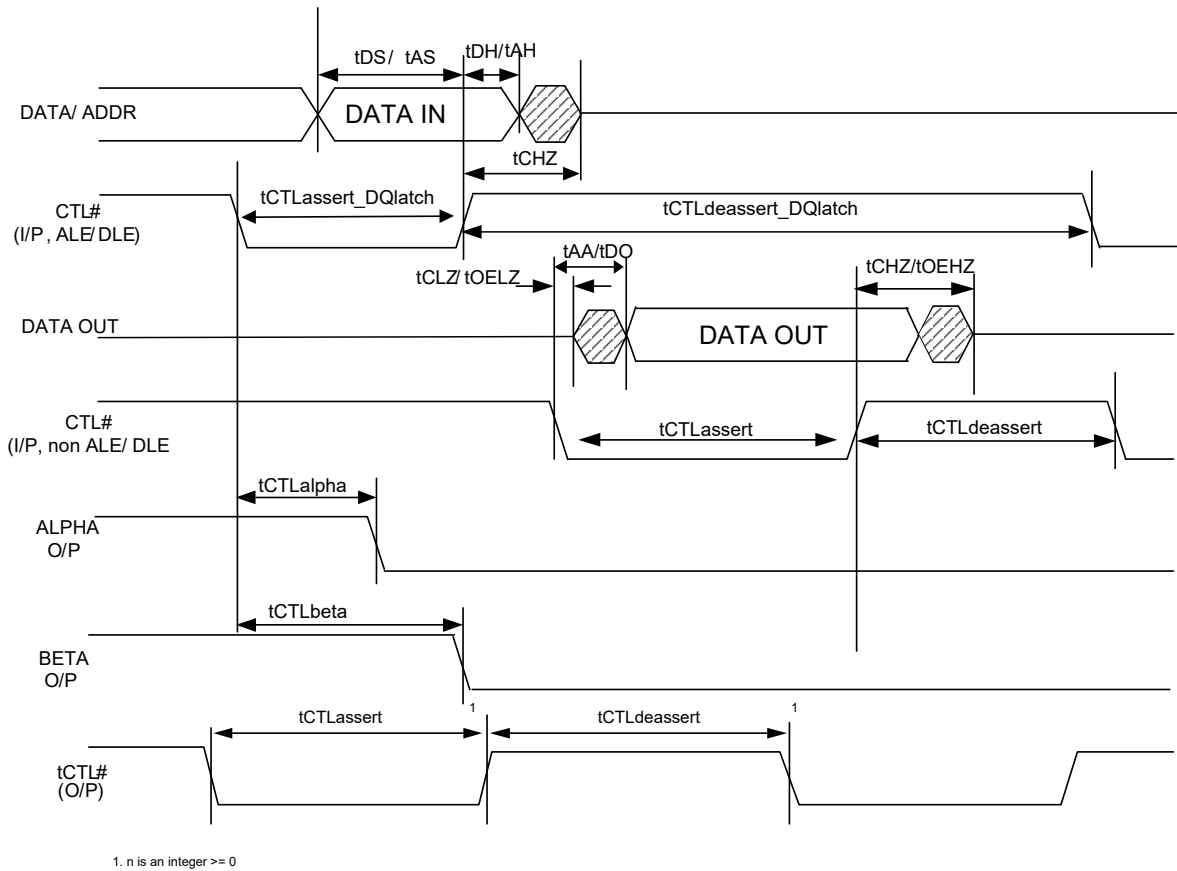 tDS/ tAS
tDH/tAH
DATA/ ADDR
DATA IN
tCHZ
CTL#
(I/P, ALE/ DLE)
tCTLassert_DQlatch
tCTLdeassert_DQlatch
tAA/tDO
tCLZ/ tOELZ
tCHZ/tOEHZ
DATA OUT
DATA OUT
CTL#
(I/P, non ALE/ DLE
tCTLassert
tCTLdeassert
tCTLalpha
ALPHA
O/P
tCTLbeta
BETA
O/P
tCTLassert
1
tCTLdeassert
1
tCTL#
(O/P)
1. n is an integer >= 0